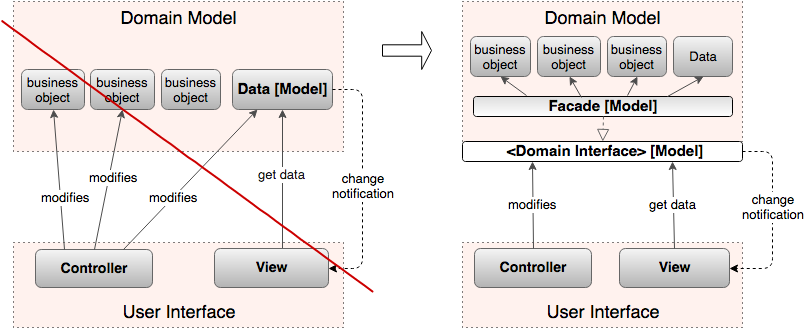 Domain Model
business
object
business
object
business
object
Data [Model]
modifies
modifies
modifies
get data
change
notification
Controller
View
User Interface
Domain Model
business
object
business
object
business
object
Data
Facade [Model]
<Domain Interface> [Model]
modifies
get data
change
notification
Controller
View
User Interface